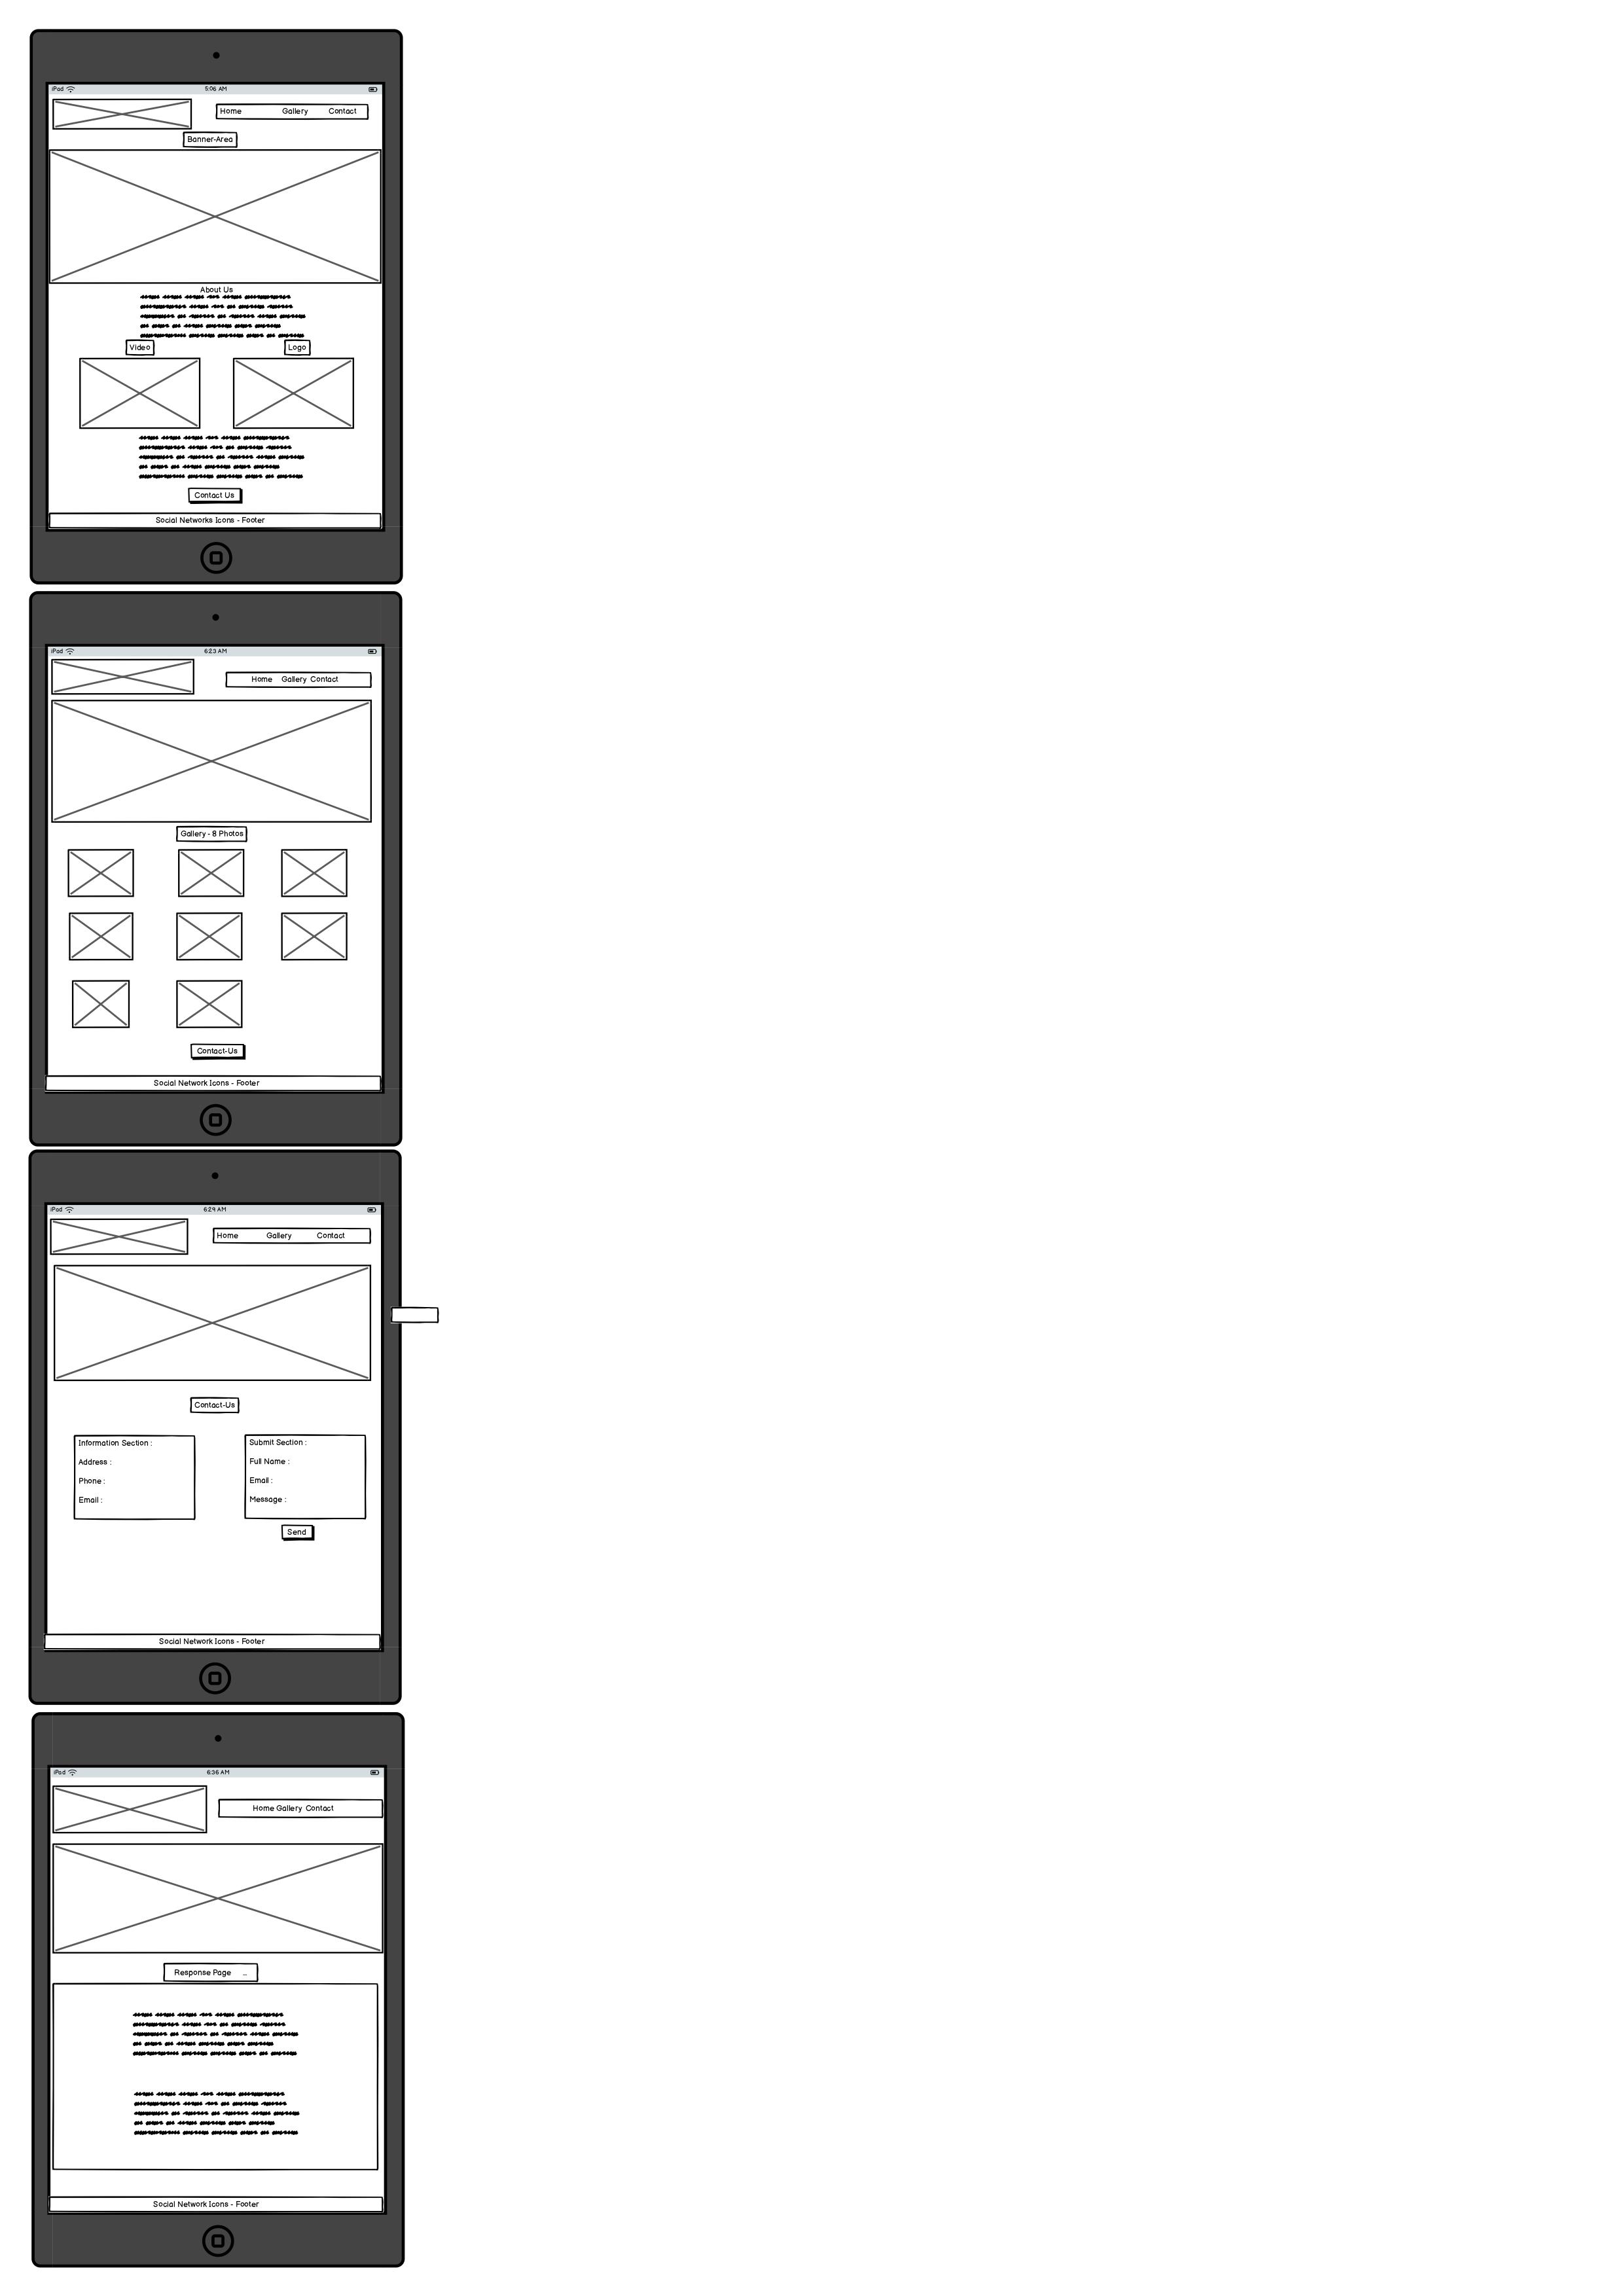 iPad 5:06 AM
Home Gallery Contact
Banner-Area
About Us
Video Logo
Contact Us
Social Networks Icons - Footer
iPad 6:23 AM
Home Gallery Contact
Gallery - 8 Photos
Contact-Us
Social Network Icons - Footer
iPad 6:29 AM
Home Gallery Contact
Contact-Us
Information Section :
Address :
Phone :
Email :
Submit Section :
Full Name :
Email :
Message :
Send
Social Network Icons - Footer
iPad 6:36 AM
Home Gallery Contact
Response Page ...
Social Network Icons - Footer